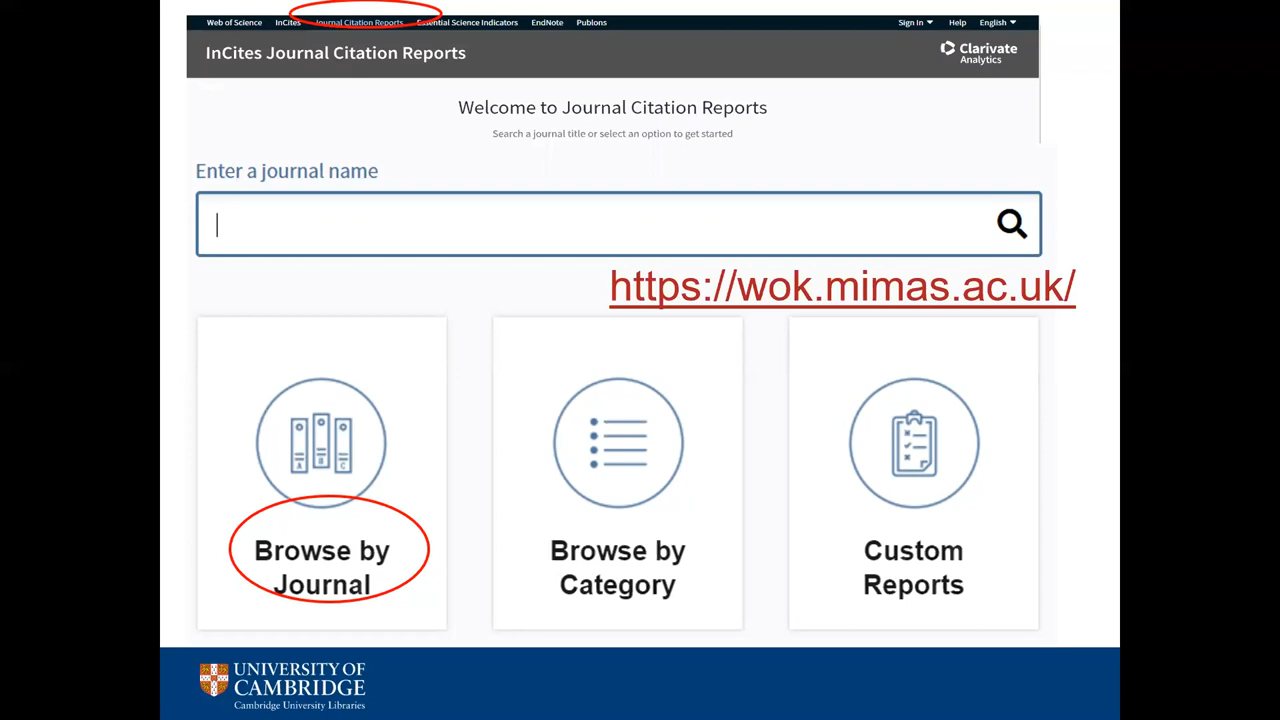 Web of Science InCites Journal Citation Reports Essential Science Indicators EndNote Publons Sign In Help English
InCites Journal Citation Reports
Clarivate
Analytics
Welcome to Journal Citation Reports
Search a journal title or select an option to get started
Enter a journal name
https://wok.mimas.ac.uk/
A B C
Browse by
Journal
Browse by
Category
Custom
Reports
UNIVERSITY OF
CAMBRIDGE
Cambridge University Libraries